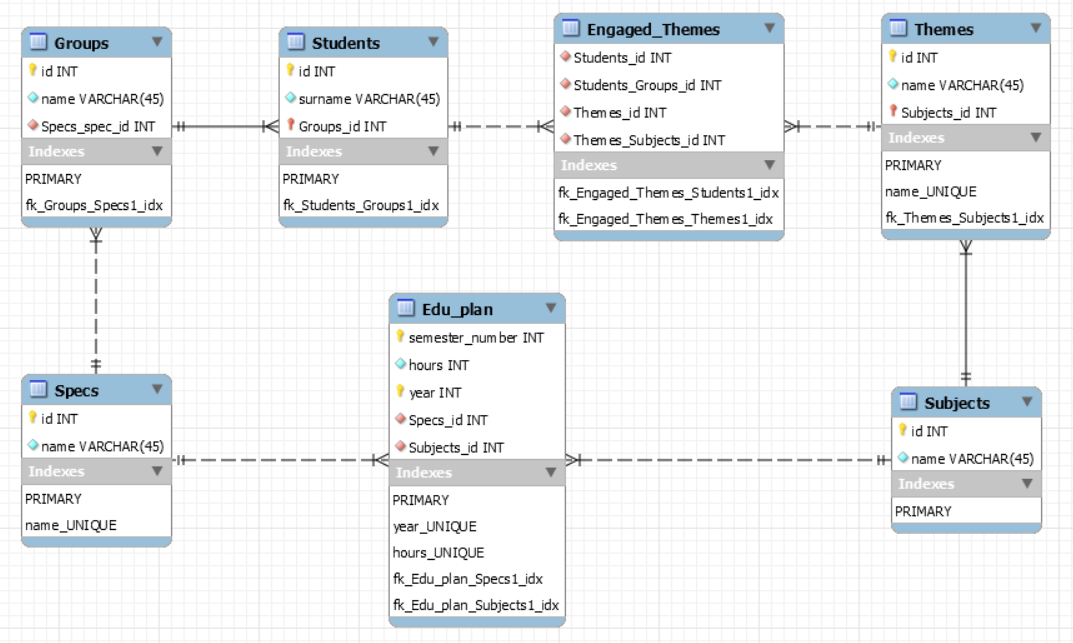 Groups
id INT
name VARCHAR(45)
Specs_spec_id INT
Indexes
PRIMARY
fk_Groups_Specs1_idx
Students
id INT
surname VARCHAR(45)
Groups_id INT
Indexes
PRIMARY
fk_Students_Groups1_idx
Engaged_Themes
Students_id INT
Students_Groups_id INT
Themes_id INT
Themes_Subjects_id INT
Indexes
fk_Engaged_Themes_Students1_idx
fk_Engaged_Themes_Themes1_idx
Themes
id INT
name VARCHAR(45)
Subjects_id INT
Indexes
PRIMARY
name_UNIQUE
fk_Themes_Subjects1_idx
Specs
id INT
name VARCHAR(45)
Indexes
PRIMARY
name_UNIQUE
Edu_plan
semester_number INT
hours INT
year INT
Specs_id INT
Subjects_id INT
Indexes
PRIMARY
year_UNIQUE
hours_UNIQUE
fk_Edu_plan_Specs1_idx
fk_Edu_plan_Subjects1_idx
Subjects
id INT
name VARCHAR(45)
Indexes
PRIMARY